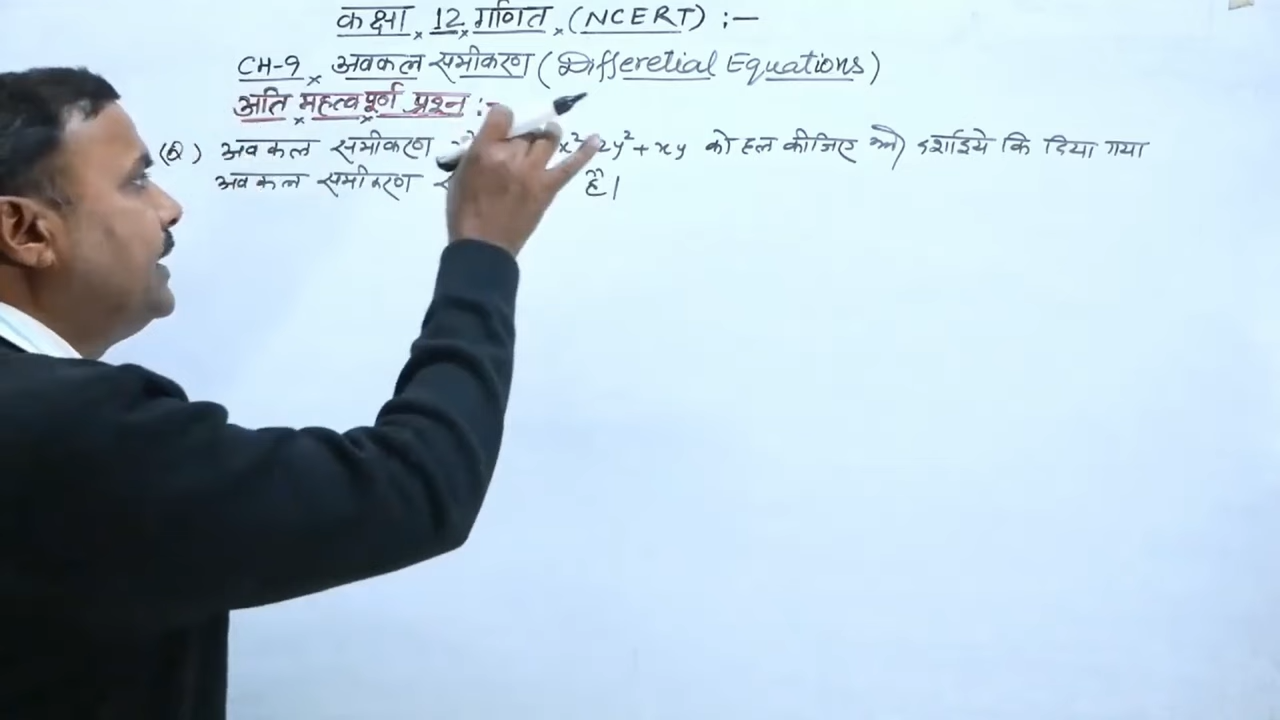 कक्षा 12 गणित (NCERT) :-
CH-9 अवकल समीकरण (Differetial Equations)
अति महत्वपूर्ण प्रश्न :-
(Q) अवकल समीकरण 2y² + xy को हल कीजिए दर्शाइये कि दिया गया
अवकल समीकरण है।